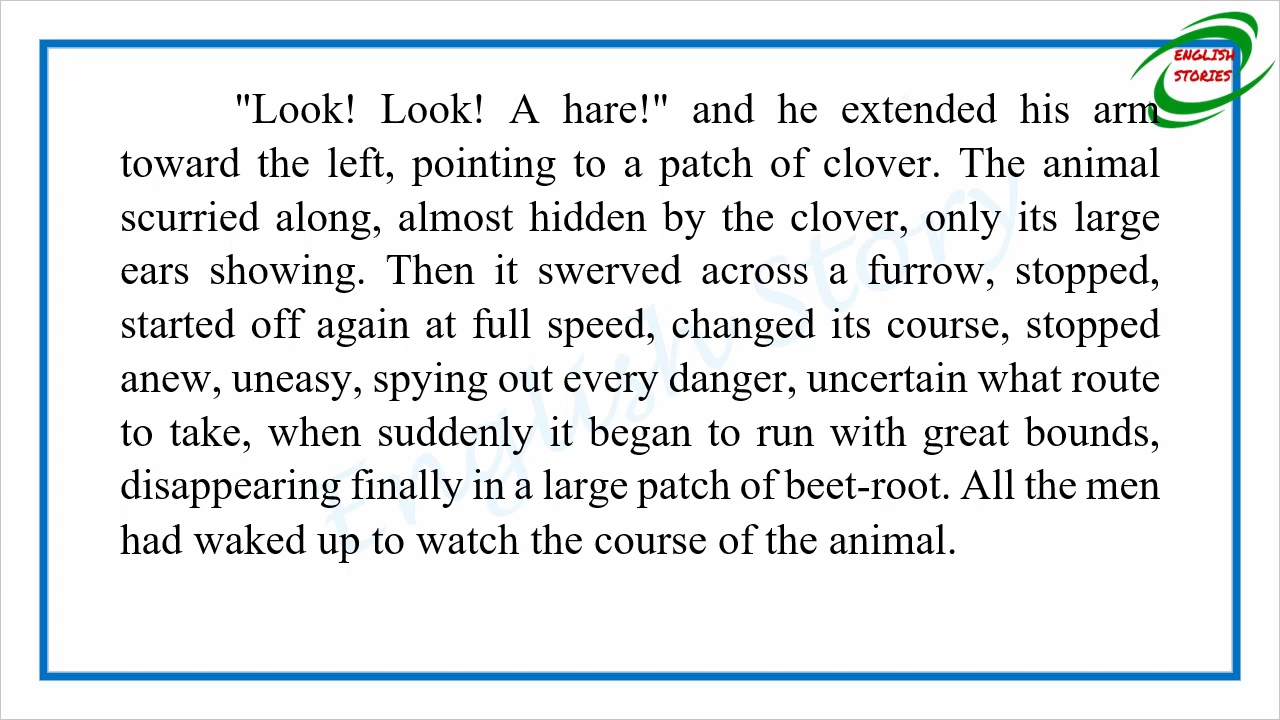 ENGLISH
STORIES
"Look! Look! A hare!" and he extended his arm
toward the left, pointing to a patch of clover. The animal
scurried along, almost hidden by the clover, only its large
ears showing. Then it swerved across a furrow, stopped,
started off again at full speed, changed its course, stopped
anew, uneasy, spying out every danger, uncertain what route
to take, when suddenly it began to run with great bounds,
disappearing finally in a large patch of beet-root. All the men
had waked up to watch the course of the animal.
English Story